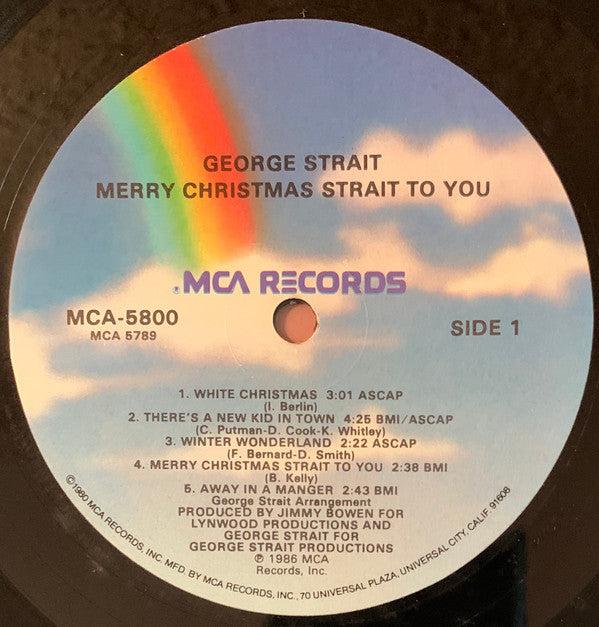 GEORGE STRAIT
MERRY CHRISTMAS STRAIT TO YOU
® MCA RECORDS
MCA-5800
MCA 5789
SIDE 1
1. WHITE CHRISTMAS 3:01 ASCAP
(I. Berlin)
2. THERE'S A NEW KID IN TOWN 4:25 BMI/ASCAP
(C. Putman-D. Cook-K. Whitley)
3. WINTER WONDERLAND 2:22 ASCAP
(F. Bernard-D. Smith)
4. MERRY CHRISTMAS STRAIT TO YOU 2:38 BMI
(B. Kelly)
5. AWAY IN A MANGER 2:43 BMI
George Strait Arrangement
PRODUCED BY JIMMY BOWEN FOR
LYNWOOD PRODUCTIONS AND
GEORGE STRAIT FOR
GEORGE STRAIT PRODUCTIONS
℗ 1986 MCA
Records, Inc.
©1980 MCA RECORDS, INC. MFD. BY MCA RECORDS, INC., 70 UNIVERSAL PLAZA, UNIVERSAL CITY, CALIF. 91608